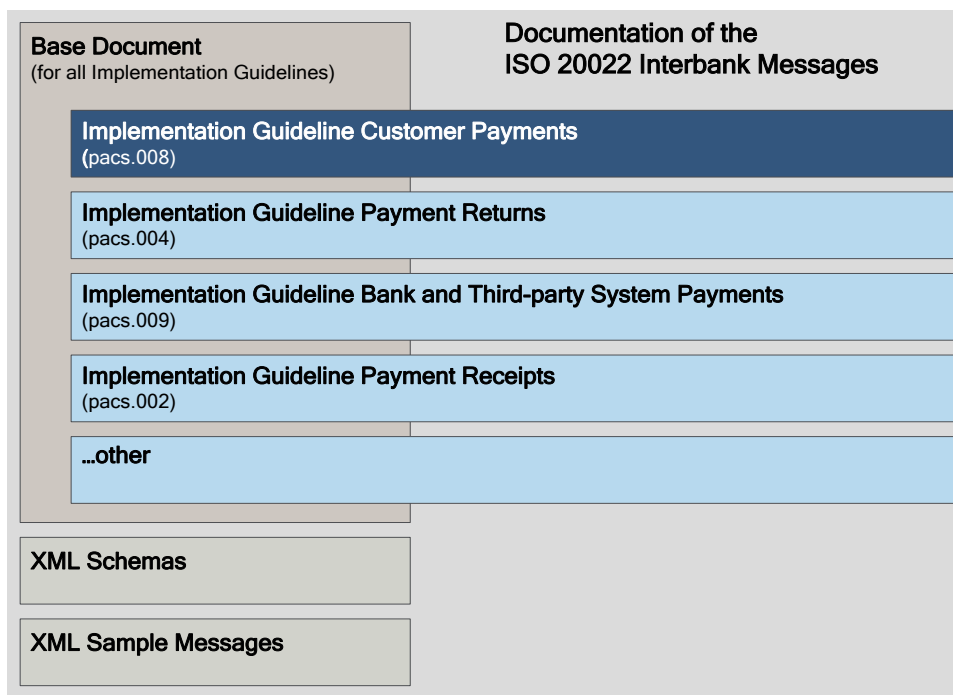 Base Document
(for all Implementation Guidelines)
Documentation of the
ISO 20022 Interbank Messages
Implementation Guideline Customer Payments
(pacs.008)
Implementation Guideline Payment Returns
(pacs.004)
Implementation Guideline Bank and Third-party System Payments
(pacs.009)
Implementation Guideline Payment Receipts
(pacs.002)
...other
XML Schemas
XML Sample Messages